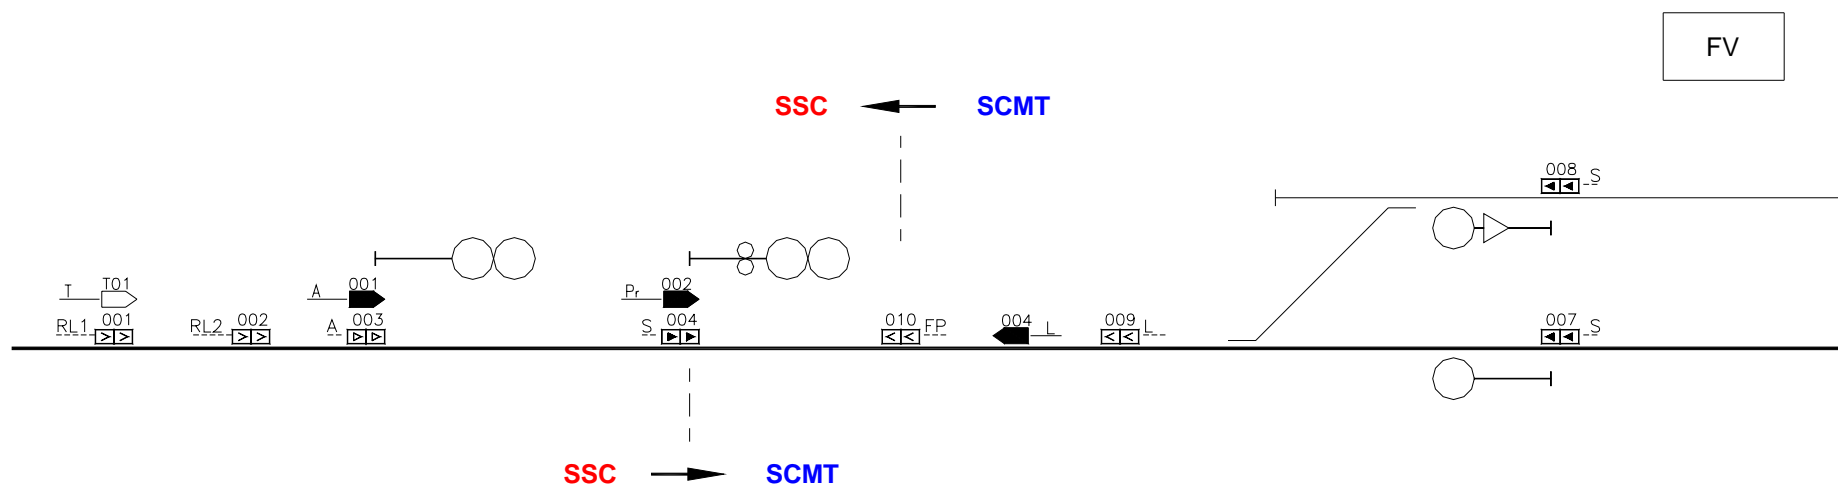 FV
SSC SCMT
008 S
T T01 A 001 Pr 002
RL1 001 RL2 002 A 003 S 004 010 FP 004 L 009 L 007 S
SSC SCMT